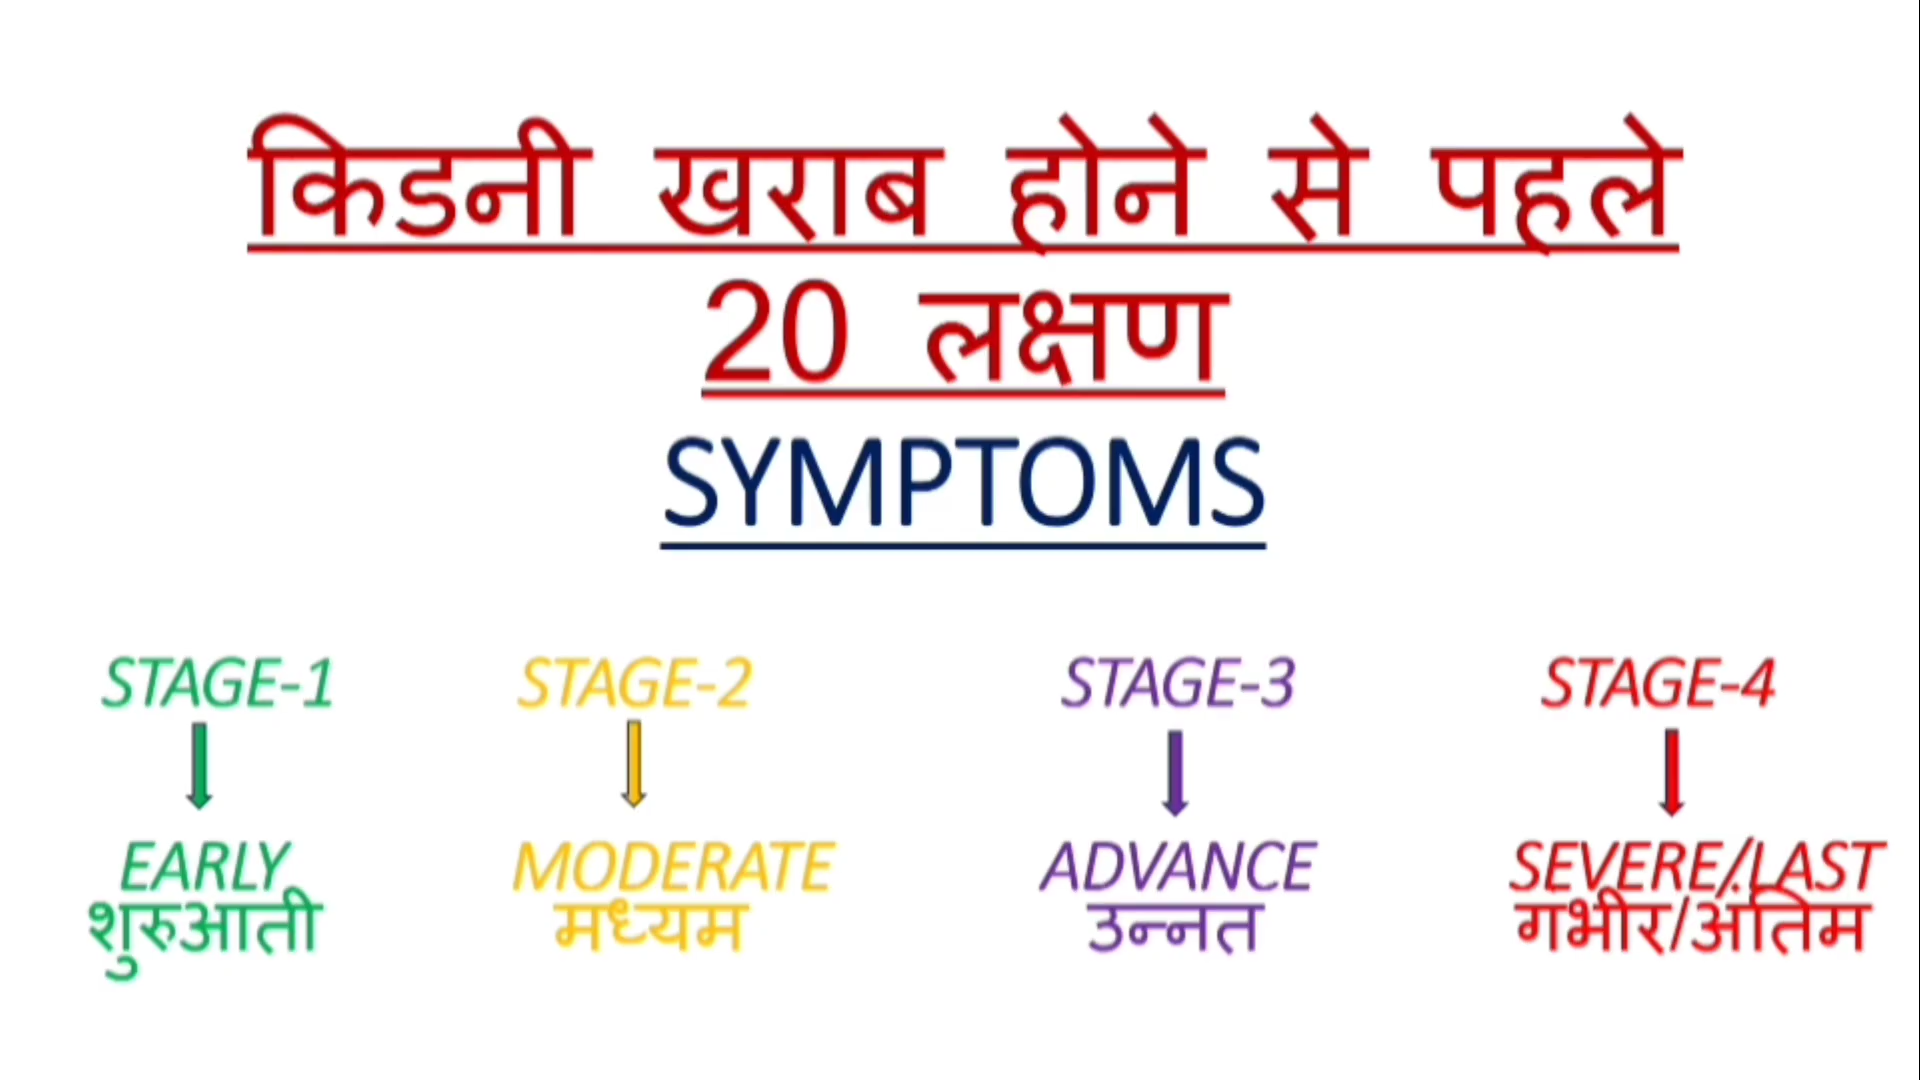 किडनी खराब होने से पहले
20 लक्षण
SYMPTOMS
STAGE-1 STAGE-2 STAGE-3 STAGE-4
EARLY MODERATE ADVANCE SEVERE/LAST
शुरुआती मध्यम उन्नत गंभीर/अंतिम